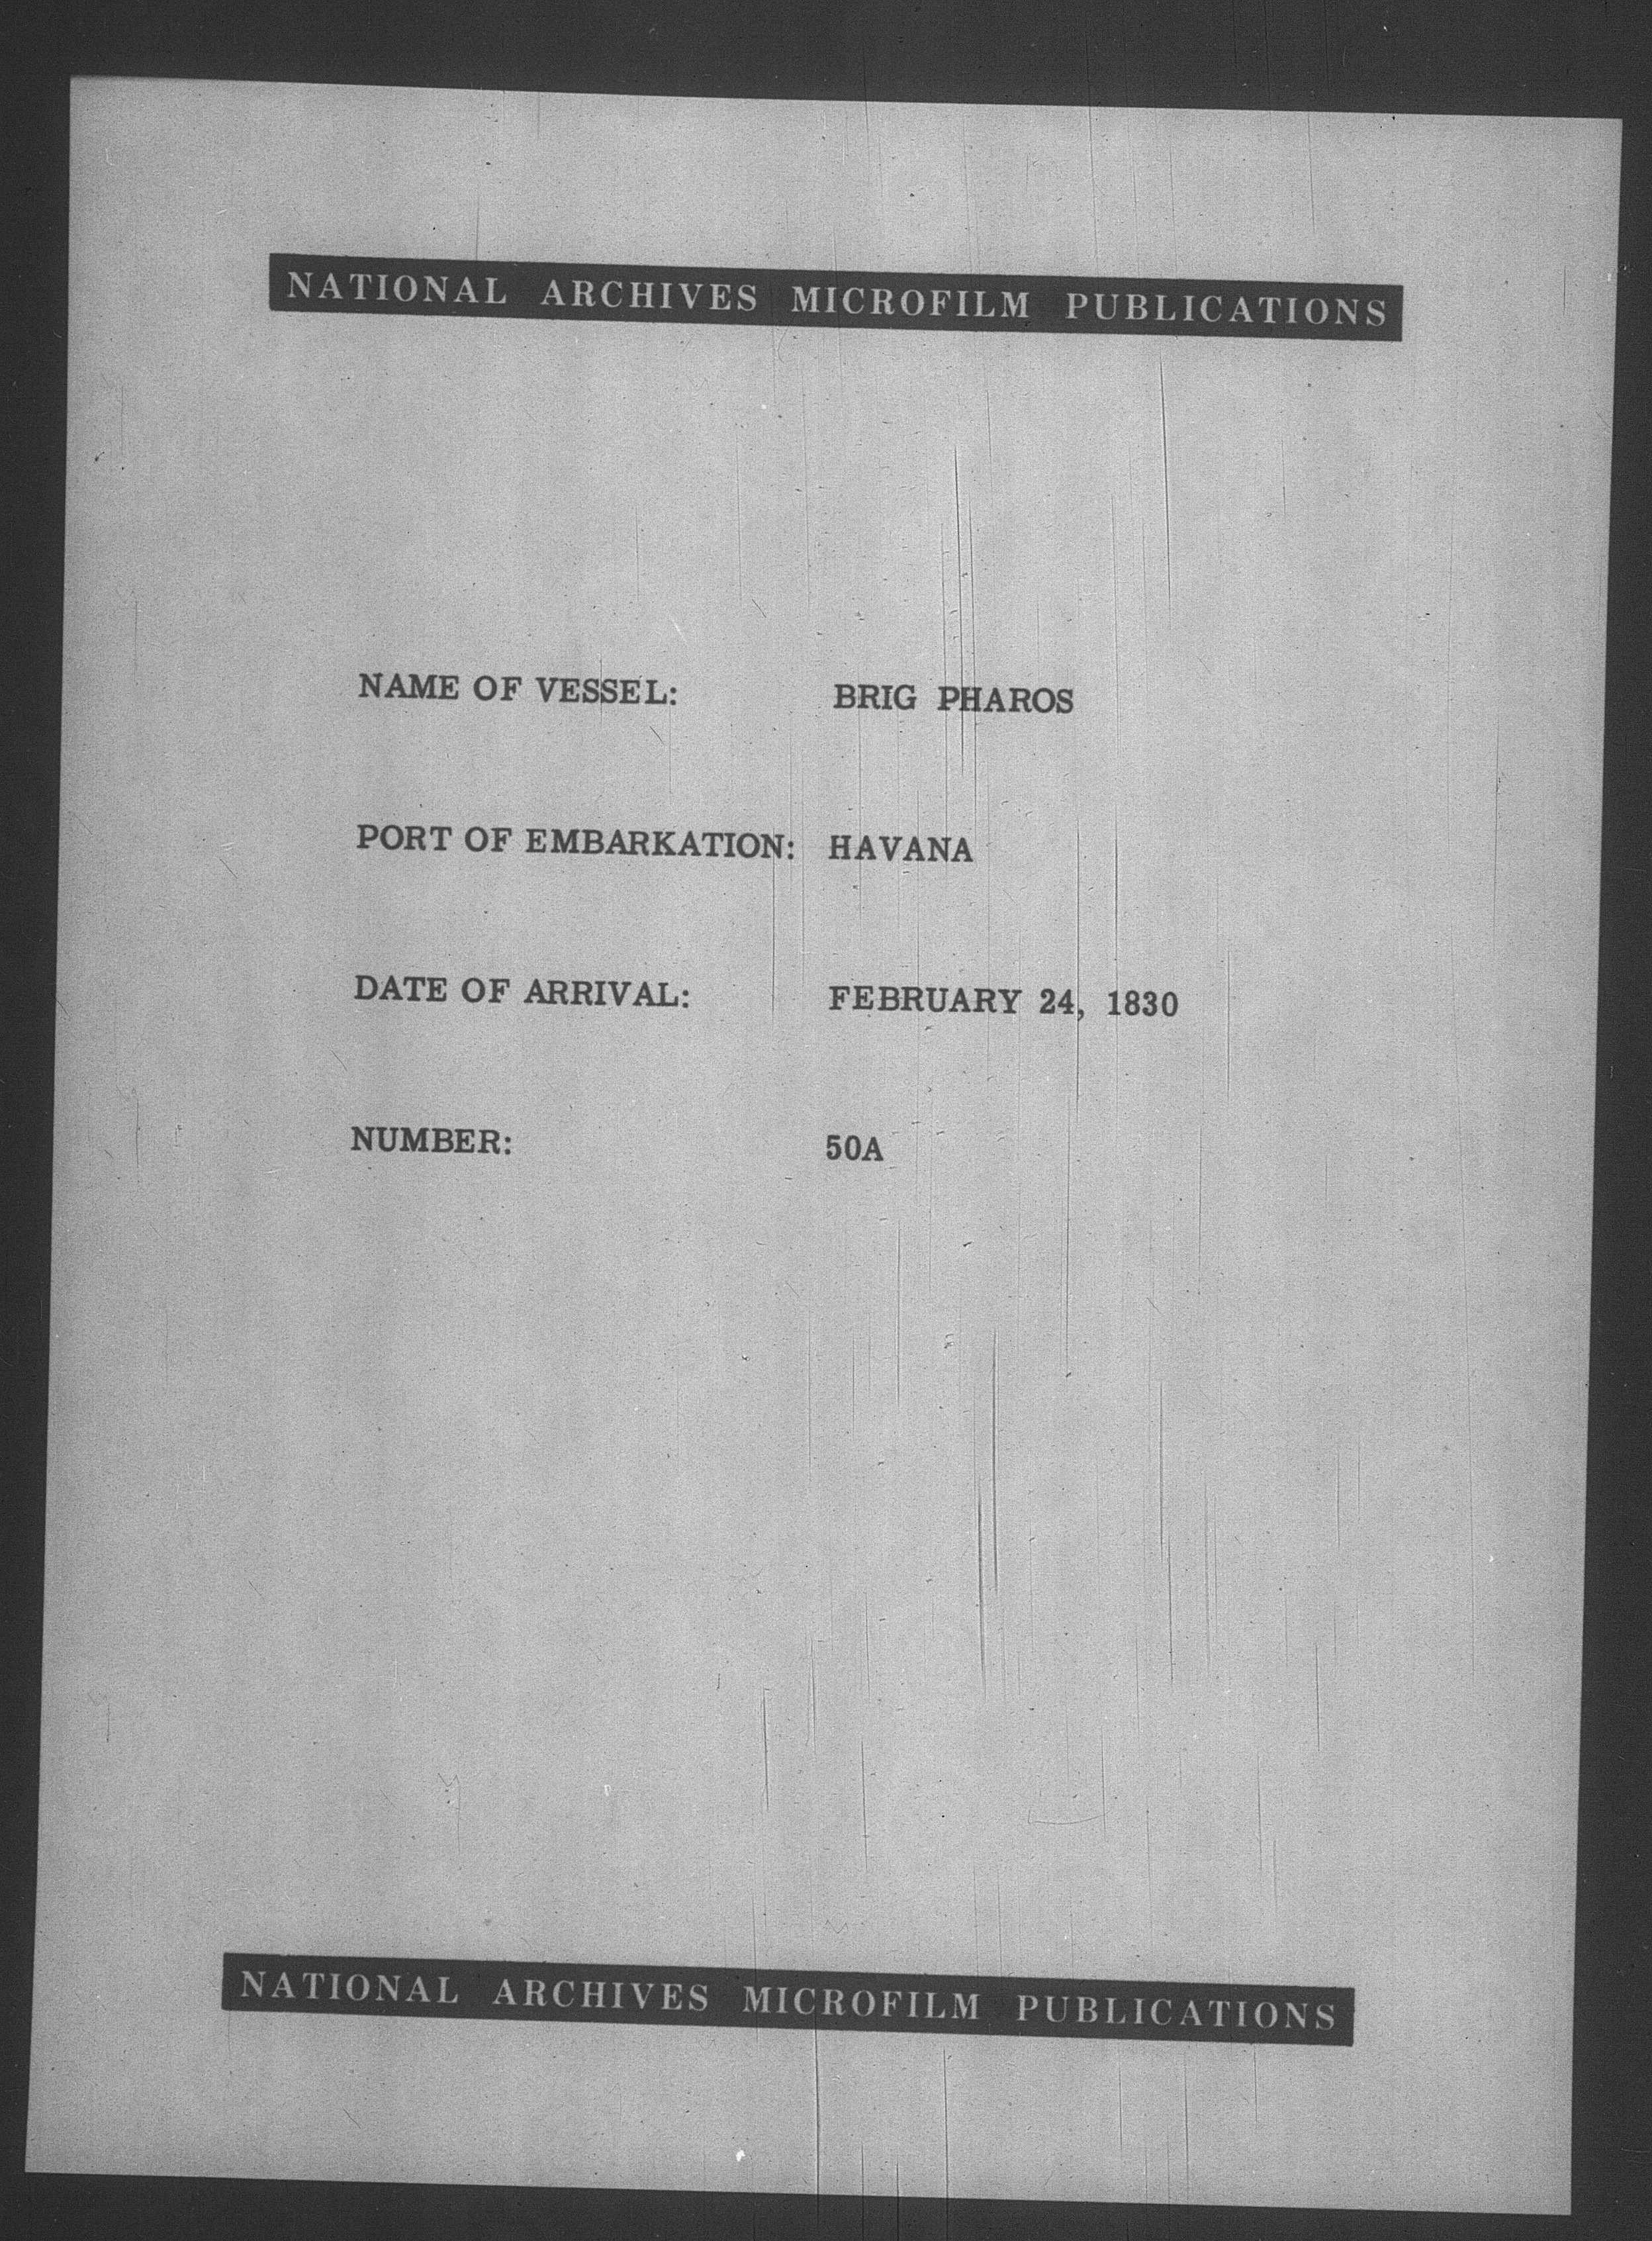 NATIONAL ARCHIVES MICROFILM PUBLICATIONS
NAME OF VESSEL: BRIG PHAROS
PORT OF EMBARKATION: HAVANA
DATE OF ARRIVAL: FEBRUARY 24, 1830
NUMBER: 50A
NATIONAL ARCHIVES MICROFILM PUBLICATIONS